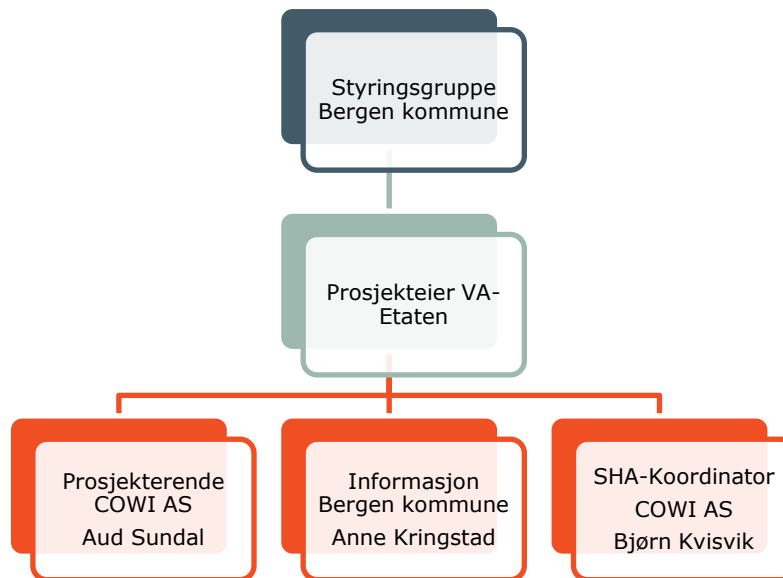 Styringsgruppe
Bergen kommune
Prosjekteier VA-
Etaten
Prosjekterende
COWI AS
Aud Sundal
Informasjon
Bergen kommune
Anne Kringstad
SHA-Koordinator
COWI AS
Bjørn Kvisvik